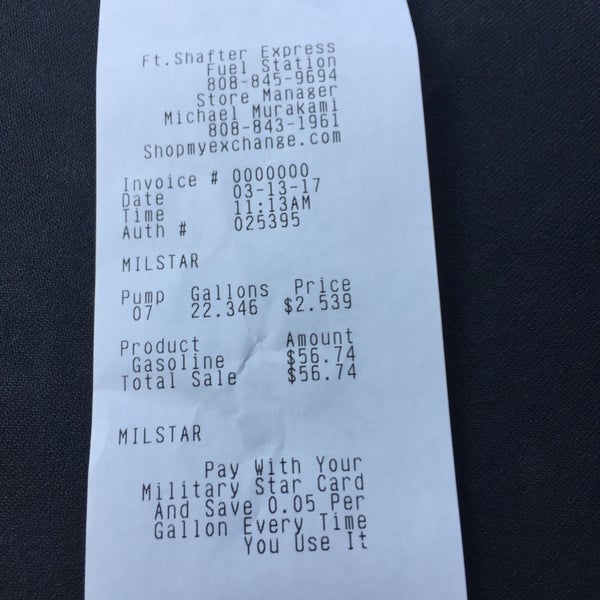 Ft.Shafter Express
Fuel Station
808-845-9694
Store Manager
Michael Murakami
808-843-1961
Shopmyexchange.com
Invoice # 0000000
Date 03-13-17
Time 11:13AM
Auth # 025395
MILSTAR
Pump Gallons Price
07 22.346 $2.539
Product Amount
Gasoline $56.74
Total Sale $56.74
MILSTAR
Pay With Your
Military Star Card
And Save 0.05 Per
Gallon Every Time
You Use It